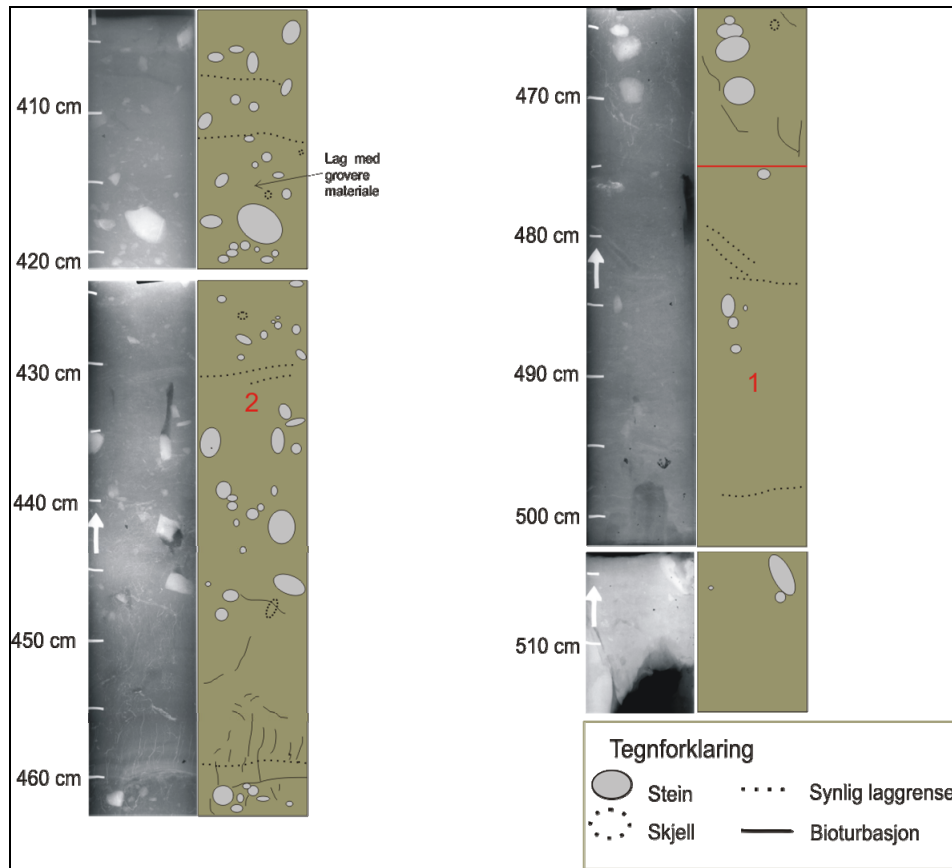 410 cm
Lag med
grovere
materiale
420 cm
430 cm
2
440 cm
450 cm
460 cm
470 cm
480 cm
490 cm
1
500 cm
510 cm
Tegnforklaring
Stein
Synlig laggrense
Skjell
Bioturbasjon